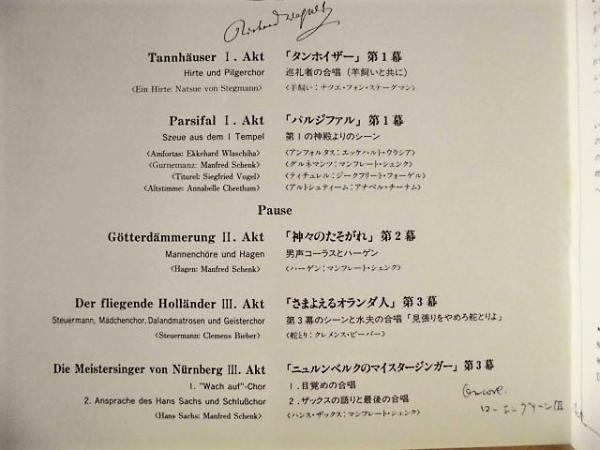 Richard Wagner
Tannhäuser I. Akt 「タンホイザー」第1幕
Hirte und Pilgerchor 巡礼者の合唱（羊飼いと共に）
<Ein Hirte: Natsue von Stegmann> <羊飼い：ナツエ・フォン・ステーグマン>
Parsifal I. Akt 「パルジファル」第1幕
Szeue aus dem I Tempel 第1の神殿よりのシーン
<Amfortas: Ekkehard Wlaschiha> <アンフォルタス：エッケハルト・ウラシア>
<Gurnemanz: Manfred Schenk> <グルネマンツ：マンフレート・シェンク>
<Titurel: Siegfried Vogel> <ティチュレル：ジークフリート・フォーゲル>
<Altstimme: Annabelle Cheetham> <アルトシュティーム：アナベル・チーナム>
Pause
Götterdämmerung II. Akt 「神々のたそがれ」第2幕
Mannenchöre und Hagen 男声コーラスとハーゲン
<Hagen: Manfred Schenk> <ハーゲン：マンフレート・シェンク>
Der fliegende Holländer III. Akt 「さまよえるオランダ人」第3幕
Steuermann, Mädchenchor, Dalandmatrosen und Geisterchor 第3幕のシーンと水夫の合唱「見張りをやめろ舵とりよ」
<Steuermann: Clemens Bieber> <舵とり：クレメンス・ビーバー>
Die Meistersinger von Nürnberg III. Akt 「ニュルンベルクのマイスタージンガー」第3幕
1. "Wach auf"-Chor 1.目覚めの合唱
2. Ansprache des Hans Sachs und Schlußchor 2.ザックスの語りと最後の合唱
<Hans Sachs: Manfred Schenk> <ハンス・ザックス：マンフレート・シェンク>
encore.
ローエングリーン III